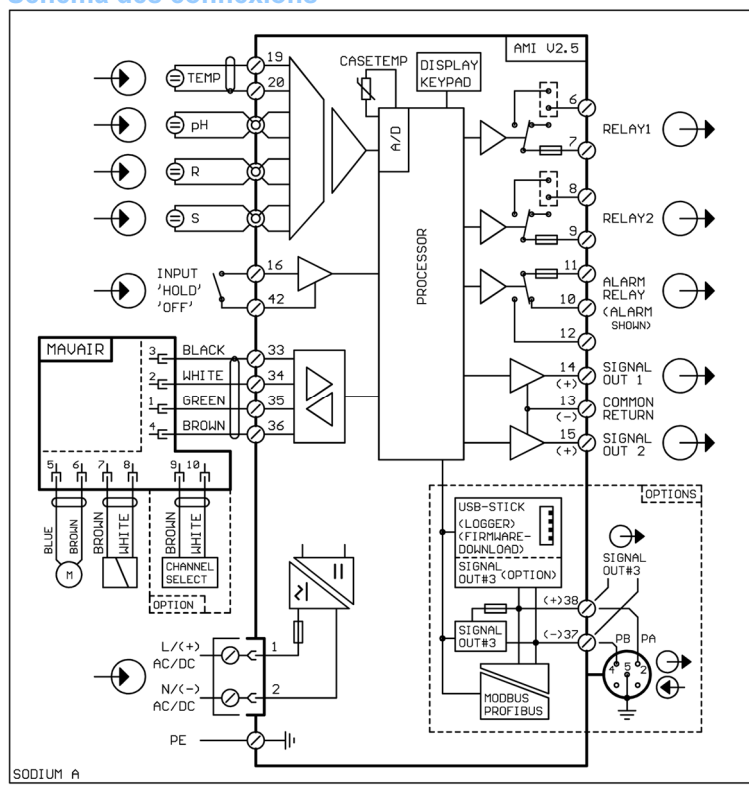 Schéma des connexions
AMI V2.5
19
TEMP
20
CASETEMP
DISPLAY
KEYPAD
6
pH
A/D
RELAY1
7
R
8
S
RELAY2
9
PROCESSOR
INPUT
'HOLD'
'OFF'
16
42
11
ALARM
RELAY
10
(ALARM
SHOWN)
12
MAVAIR
3
BLACK
33
2
WHITE
34
1
GREEN
35
4
BROWN
36
14
(+)
SIGNAL
OUT 1
13
(-)
COMMON
RETURN
15
(+)
SIGNAL
OUT 2
5
6
7
8
9
10
BLUE
BROWN
BROWN
WHITE
BROWN
WHITE
M
CHANNEL
SELECT
OPTION
OPTIONS
USB-STICK
(LOGGER)
(FIRMWARE-
DOWNLOAD)
SIGNAL
OUT#3 (OPTION)
SIGNAL
OUT#3
(+)38
SIGNAL
OUT#3
(-)37
PB
PA
4
5
2
MODBUS
PROFIBUS
L/(+)
AC/DC
1
N/(-)
AC/DC
2
PE
SODIUM A